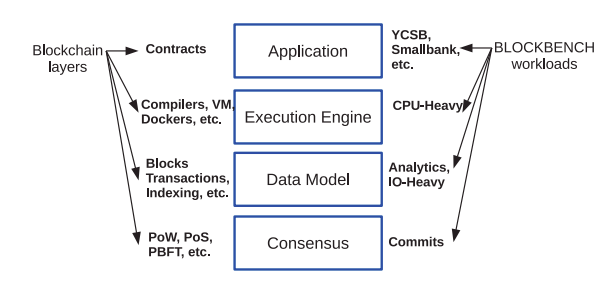 Blockchain
layers
Contracts
Application
YCSB,
Smallbank,
etc.
BLOCKBENCH
workloads
Compilers, VM,
Dockers, etc.
Execution Engine
CPU-Heavy
Blocks
Transactions,
Indexing, etc.
Data Model
Analytics,
IO-Heavy
PoW, PoS,
PBFT, etc.
Consensus
Commits